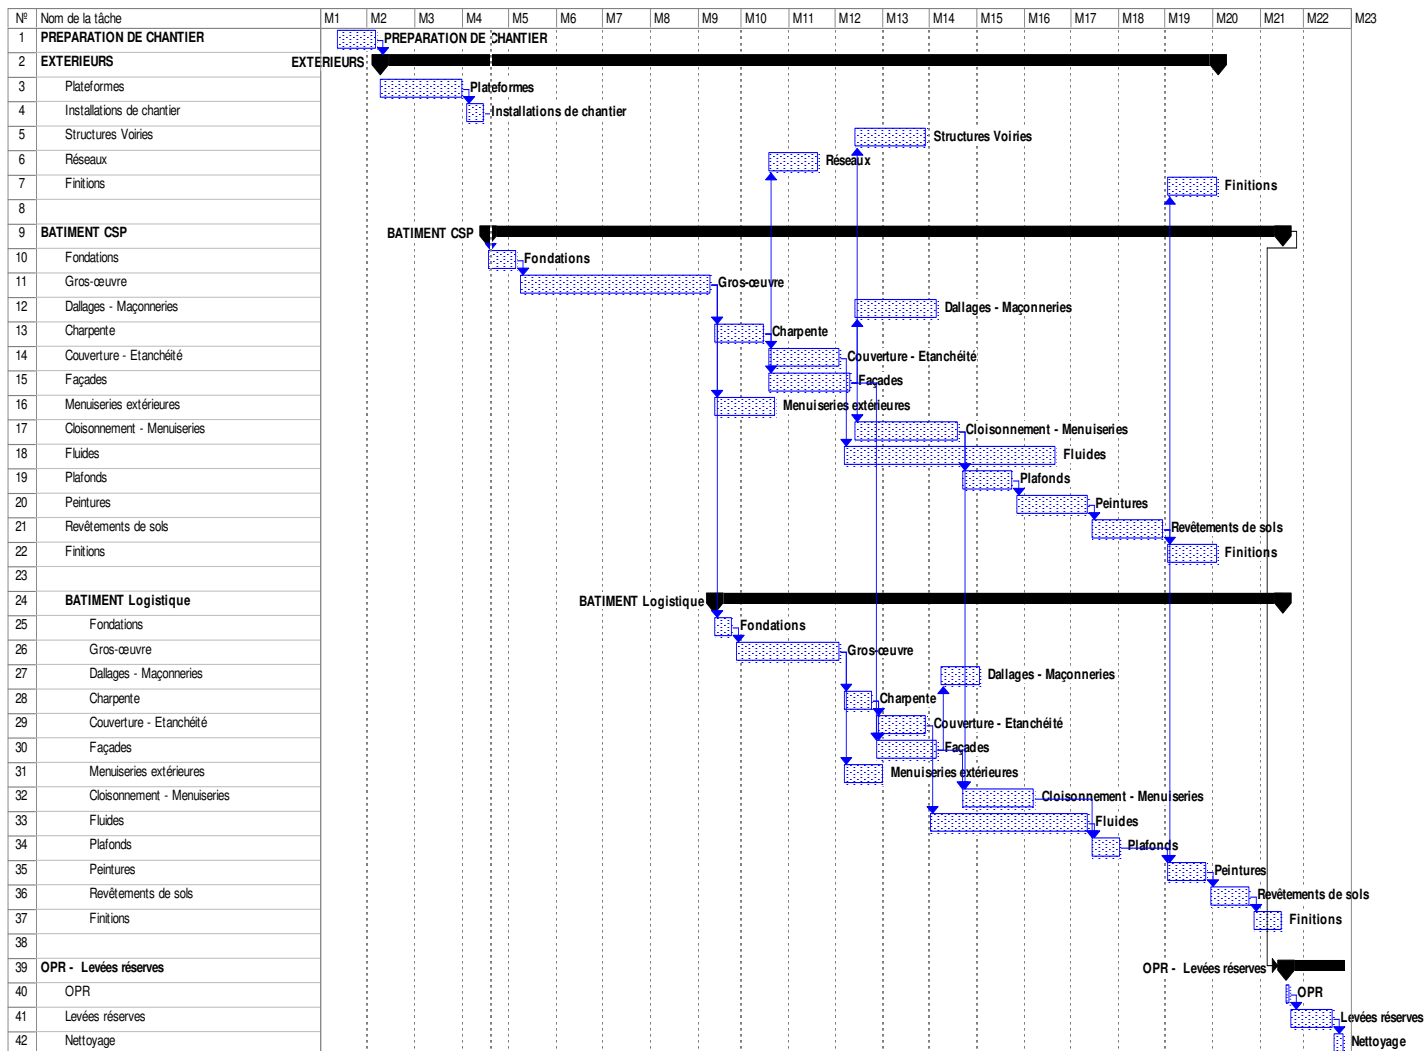 Nº Nom de la tâche M1 M2 M3 M4 M5 M6 M7 M8 M9 M10 M11 M12 M13 M14 M15 M16 M17 M18 M19 M20 M21 M22 M23
1 PREPARATION DE CHANTIER PREPARATION DE CHANTIER
2 EXTERIEURS EXTERIEURS
3 Plateformes Plateformes
4 Installations de chantier Installations de chantier
5 Structures Voiries Structures Voiries
6 Réseaux Réseaux
7 Finitions Finitions
8
9 BATIMENT CSP BATIMENT CSP
10 Fondations Fondations
11 Gros-œuvre Gros-œuvre
12 Dallages - Maçonneries Dallages - Maçonneries
13 Charpente Charpente
14 Couverture - Etanchéité Couverture - Etanchéité
15 Façades Façades
16 Menuiseries extérieures Menuiseries extérieures
17 Cloisonnement - Menuiseries Cloisonnement - Menuiseries
18 Fluides Fluides
19 Plafonds Plafonds
20 Peintures Peintures
21 Revêtements de sols Revêtements de sols
22 Finitions Finitions
23
24 BATIMENT Logistique BATIMENT Logistique
25 Fondations Fondations
26 Gros-œuvre Gros-œuvre
27 Dallages - Maçonneries Dallages - Maçonneries
28 Charpente Charpente
29 Couverture - Etanchéité Couverture - Etanchéité
30 Façades Façades
31 Menuiseries extérieures Menuiseries extérieures
32 Cloisonnement - Menuiseries Cloisonnement - Menuiseries
33 Fluides Fluides
34 Plafonds Plafonds
35 Peintures Peintures
36 Revêtements de sols Revêtements de sols
37 Finitions Finitions
38
39 OPR - Levées réserves OPR - Levées réserves
40 OPR OPR
41 Levées réserves Levées réserves
42 Nettoyage Nettoyage